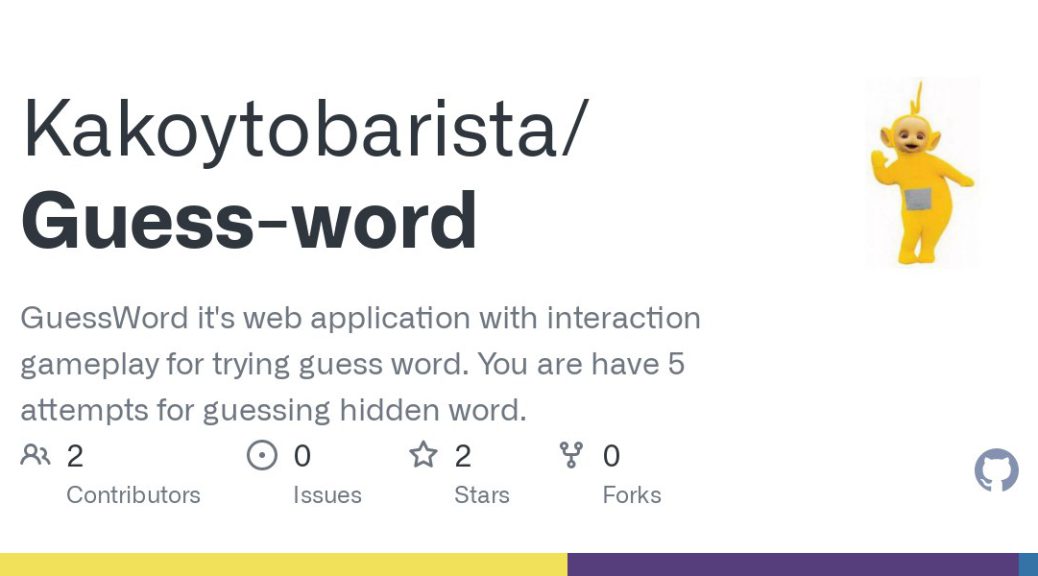 Kakoytobarista/
Guess-word
GuessWord it's web application with interaction
gameplay for trying guess word. You are have 5
attempts for guessing hidden word.
2 0 2 0
Contributors Issues Stars Forks